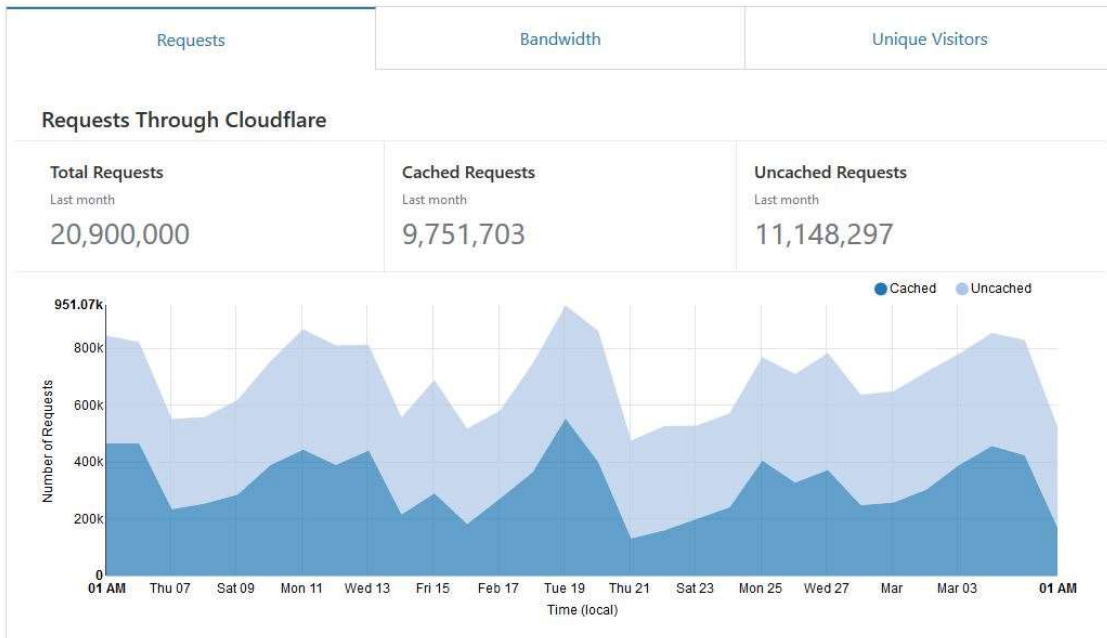 Requests Bandwidth Unique Visitors
Requests Through Cloudflare
Total Requests Cached Requests Uncached Requests
Last month Last month Last month
20,900,000 9,751,703 11,148,297
Cached Uncached
951.07k
800k
600k
400k
200k
0
Number of Requests
01 AM Thu 07 Sat 09 Mon 11 Wed 13 Fri 15 Feb 17 Tue 19 Thu 21 Sat 23 Mon 25 Wed 27 Mar Mar 03 01 AM
Time (local)